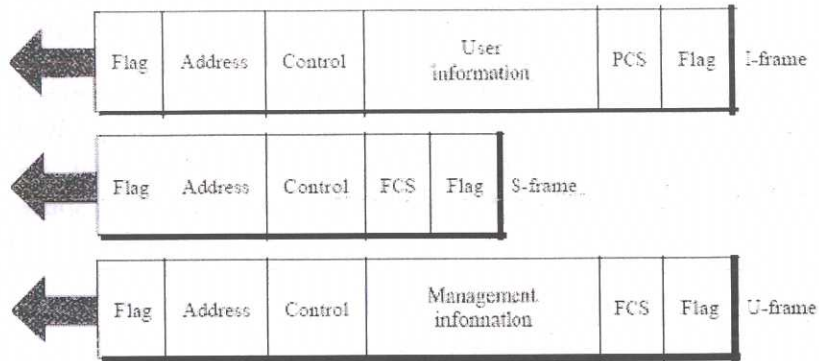 Flag Address Control User information PCS Flag I-frame
Flag Address Control FCS Flag S-frame
Flag Address Control Management infonnation FCS Flag U-frame